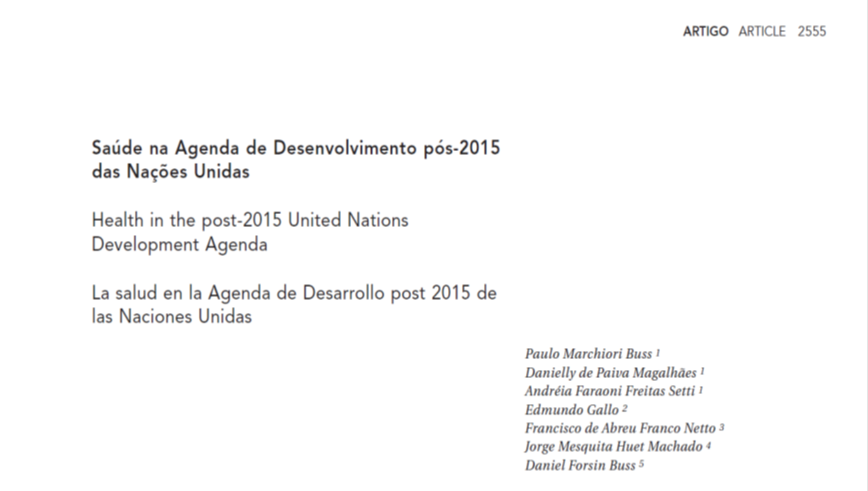 ARTIGO ARTICLE 2555
Saúde na Agenda de Desenvolvimento pós-2015
das Nações Unidas
Health in the post-2015 United Nations
Development Agenda
La salud en la Agenda de Desarrollo post 2015 de
las Naciones Unidas
Paulo Marchiori Buss 1
Danielly de Paiva Magalhães 1
Andréia Faraoni Freitas Setti 1
Edmundo Gallo 2
Francisco de Abreu Franco Netto 3
Jorge Mesquita Huet Machado 4
Daniel Forsin Buss 5